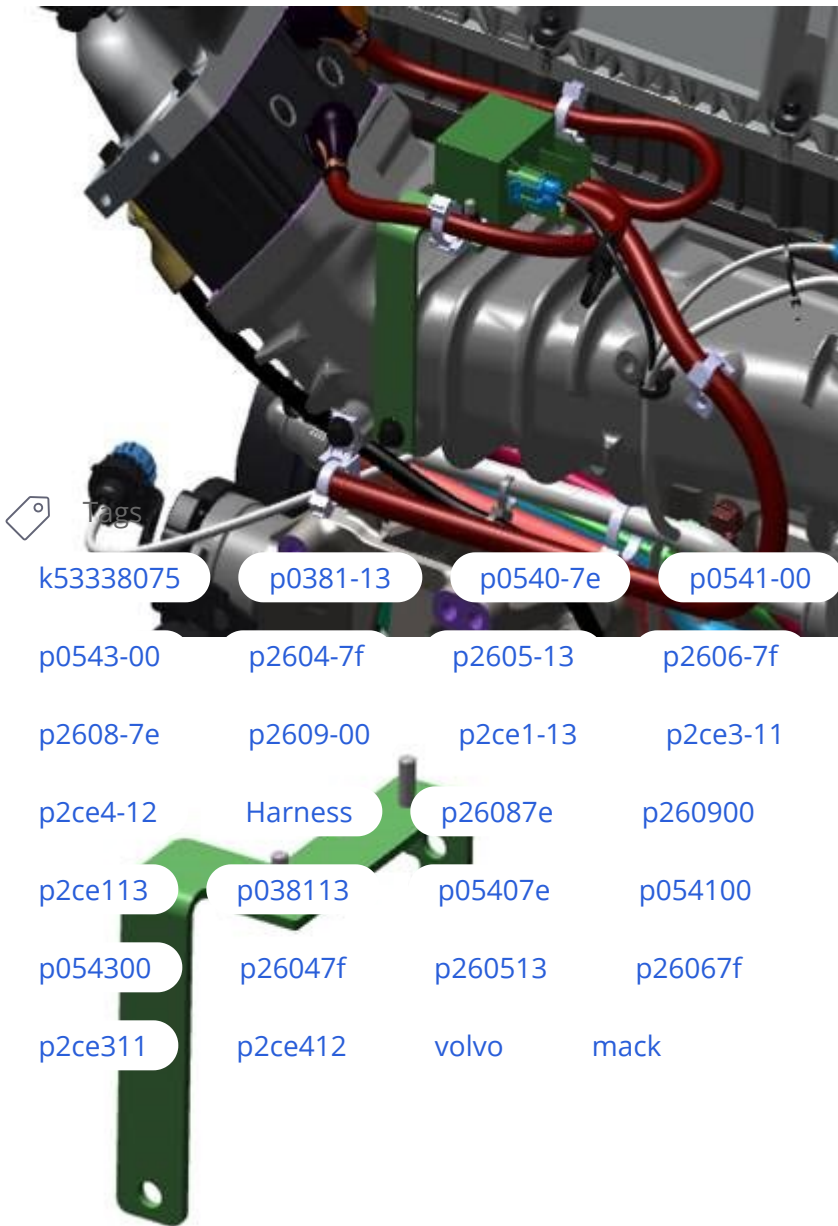 Tags
k53338075 p0381-13 p0540-7e p0541-00
p0543-00 p2604-7f p2605-13 p2606-7f
p2608-7e p2609-00 p2ce1-13 p2ce3-11
p2ce4-12 Harness p26087e p260900
p2ce113 p038113 p05407e p054100
p054300 p26047f p260513 p26067f
p2ce311 p2ce412 volvo mack